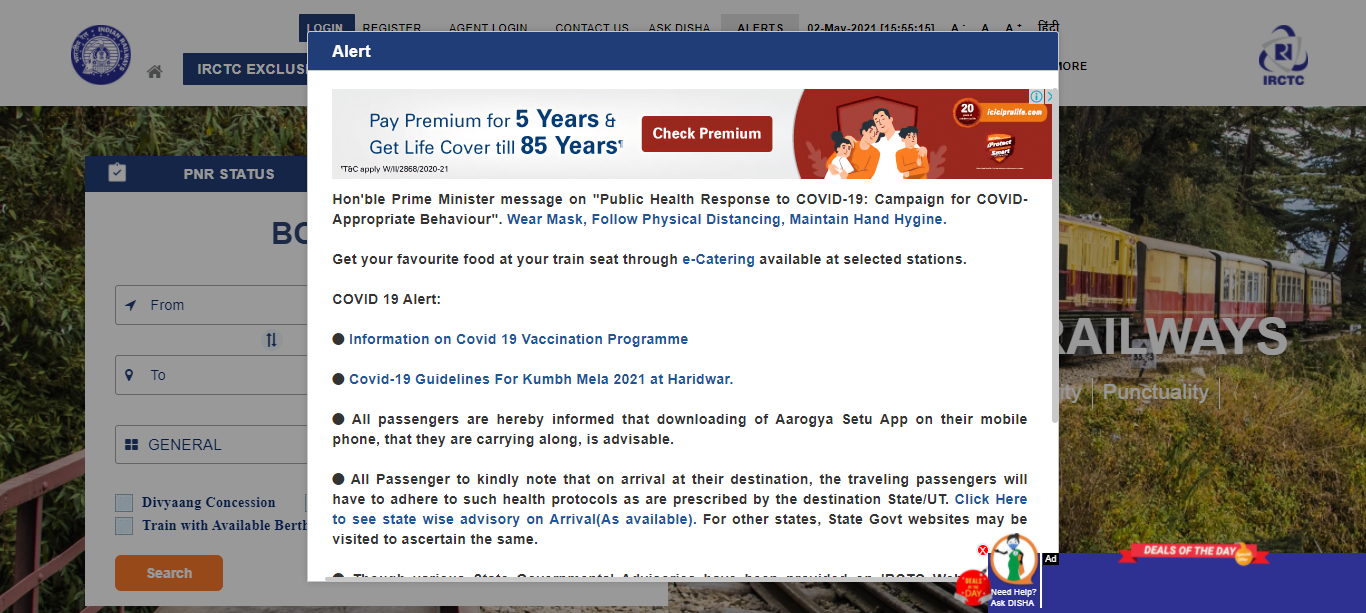 LOGIN REGISTER AGENT LOGIN CONTACT US ASK DISHA ALERTS 02-May-2021 [15:55:15] A- A A+ हिंदी
IRCTC EXCLUSI
MORE
IRCTC
Alert
Pay Premium for 5 Years &
Get Life Cover till 85 Years¶
¶T&C apply W/II/2868/2020-21
Check Premium
20
iciciprulife.com
iProtect
Smart
PNR STATUS
BO
From
To
GENERAL
Divyaang Concession
Train with Available Berth
Search
Hon'ble Prime Minister message on "Public Health Response to COVID-19: Campaign for COVID-
Appropriate Behaviour". Wear Mask, Follow Physical Distancing, Maintain Hand Hygine.
Get your favourite food at your train seat through e-Catering available at selected stations.
COVID 19 Alert:
● Information on Covid 19 Vaccination Programme
● Covid-19 Guidelines For Kumbh Mela 2021 at Haridwar.
● All passengers are hereby informed that downloading of Aarogya Setu App on their mobile
phone, that they are carrying along, is advisable.
● All Passenger to kindly note that on arrival at their destination, the traveling passengers will
have to adhere to such health protocols as are prescribed by the destination State/UT. Click Here
to see state wise advisory on Arrival(As available). For other states, State Govt websites may be
visited to ascertain the same.
RAILWAYS
ity | Punctuality |
Need Help?
Ask DISHA
Ad
DEALS OF THE DAY